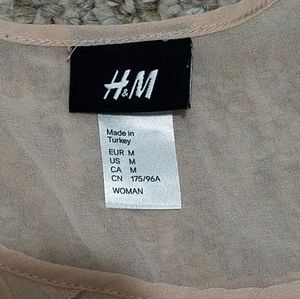 H&M
Made in
Turkey
EUR M
US M
CA M
CN 175/96A
WOMAN